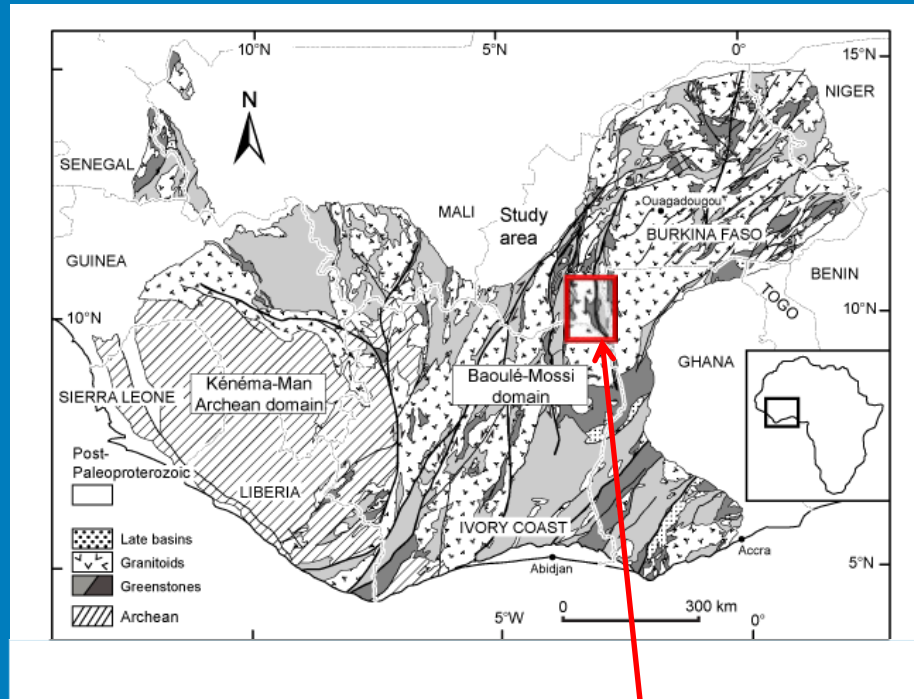 10°N
5°N
0°
15°N
NIGER
N
SENEGAL
MALI
Study
area
Ouagadougou
BURKINA FASO
GUINEA
BENIN
TOGO
10°N
10°N
GHANA
Kénéma-Man
Archean domain
Baoulé-Mossi
domain
SIERRA LEONE
Post-
Paleoproterozoic
LIBERIA
IVORY COAST
Late basins
Granitoids
Greenstones
Archean
Abidjan
Accra
5°N
5°W
0
300 km
0°